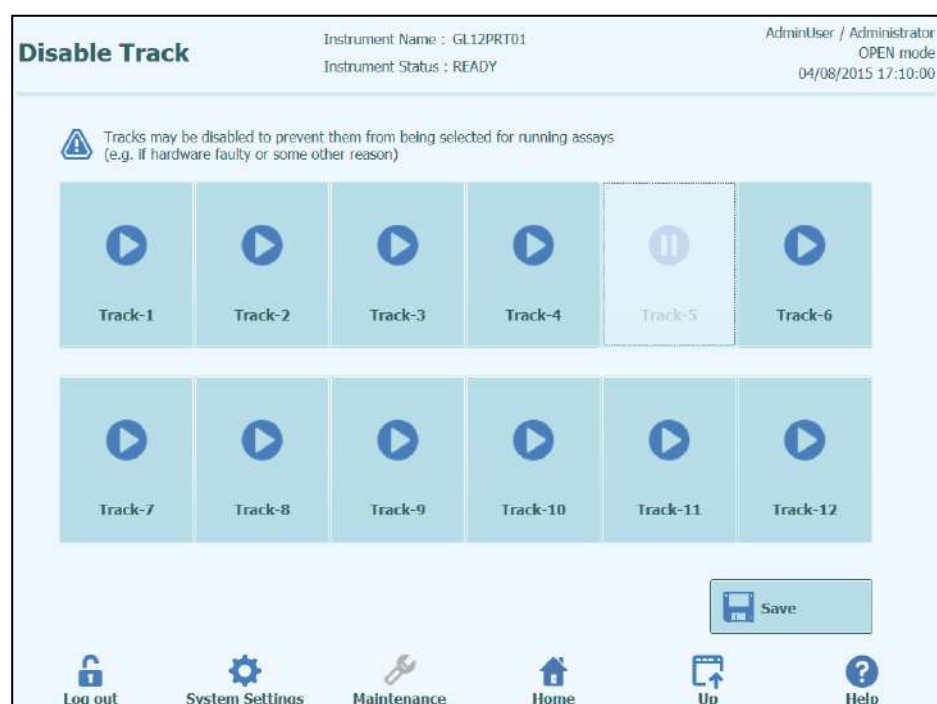 Disable Track
Instrument Name : GL12PRT01
Instrument Status : READY
AdminUser / Administrator
OPEN mode
04/08/2015 17:10:00
Tracks may be disabled to prevent them from being selected for running assays
(e.g. if hardware faulty or some other reason)
Track-1 Track-2 Track-3 Track-4 Track-5 Track-6
Track-7 Track-8 Track-9 Track-10 Track-11 Track-12
Save
Log out System Settings Maintenance Home Up Help